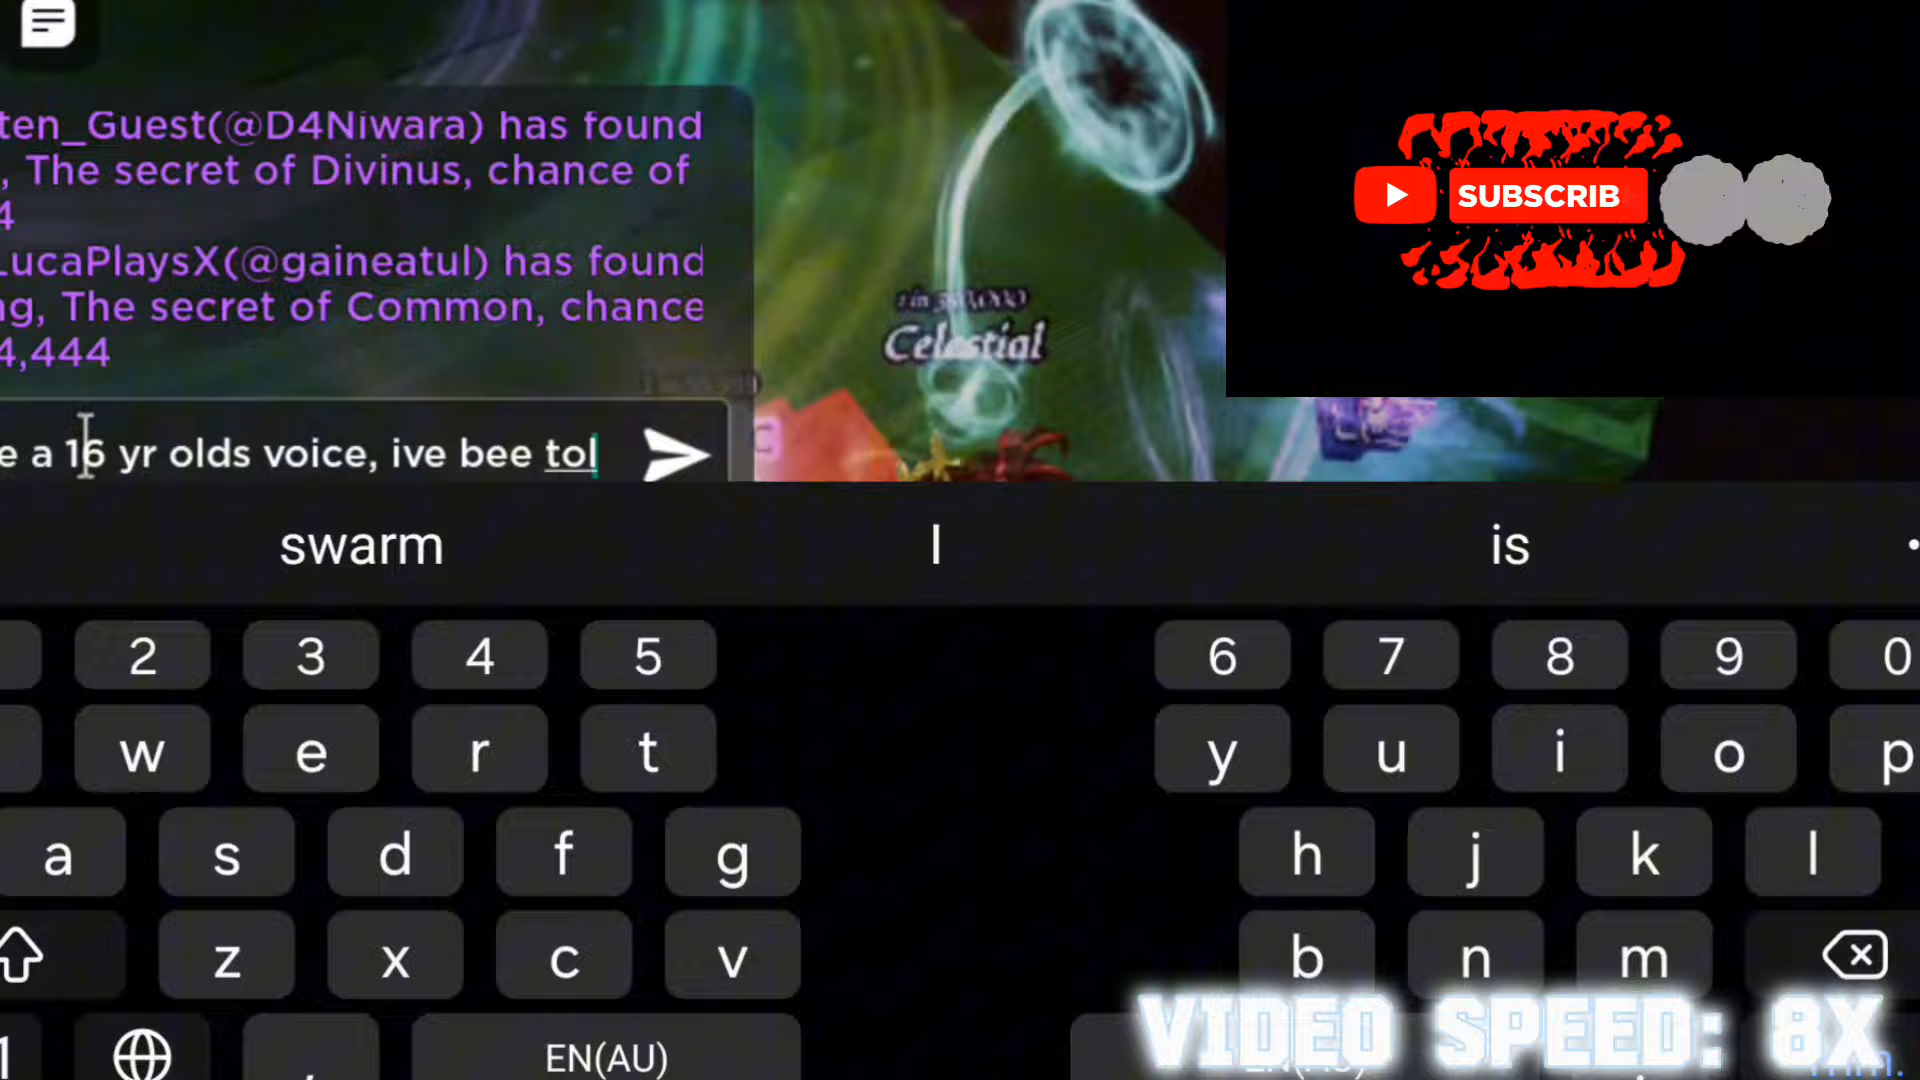 ten_Guest(@D4Niwara) has found
, The secret of Divinus, chance of
4
LucaPlaysX(@gaineatul) has found
ng, The secret of Common, chance
4,444
e a 16 yr olds voice, ive bee tol
Celestial
SUBSCRIB
swarm
I
is
2 3 4 5 6 7 8 9 0
w e r t y u i o p
a s d f g h j k l
z x c v b n m
1 , EN(AU)
VIDEO SPEED: 8X